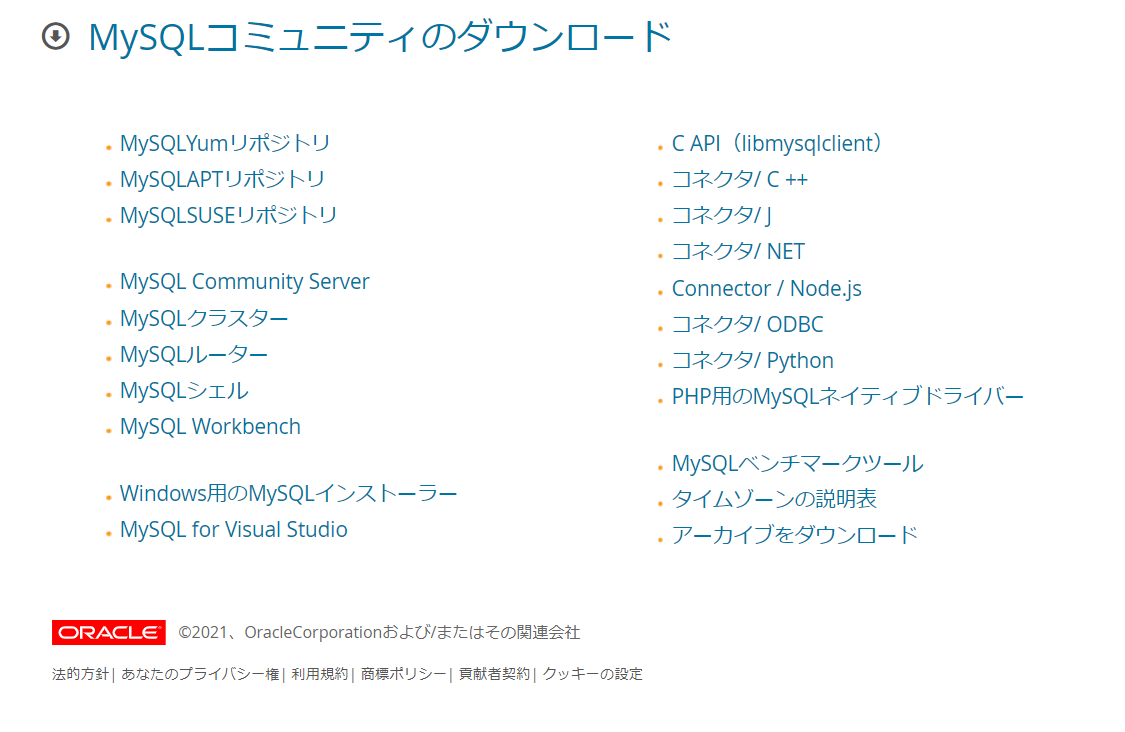 MySQLコミュニティのダウンロード
MySQLYumリポジトリ
MySQLAPTリポジトリ
MySQLSUSEリポジトリ
MySQL Community Server
MySQLクラスター
MySQLルーター
MySQLシェル
MySQL Workbench
Windows用のMySQLインストーラー
MySQL for Visual Studio
C API（libmysqlclient）
コネクタ/ C ++
コネクタ/ J
コネクタ/ NET
Connector / Node.js
コネクタ/ ODBC
コネクタ/ Python
PHP用のMySQLネイティブドライバー
MySQLベンチマークツール
タイムゾーンの説明表
アーカイブをダウンロード
ORACLE ©2021、OracleCorporationおよび/またはその関連会社
法的方針| あなたのプライバシー権| 利用規約| 商標ポリシー| 貢献者契約| クッキーの設定